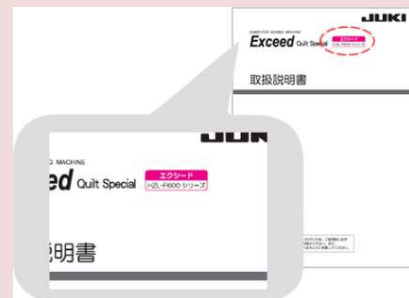 JUKI
COMPUTER SEWING MACHINE
Exceed Quilt Special
エクシード
HZL-F600 シリーズ
取扱説明書
JUKI
G MACHINE
ed Quilt Special
エクシード
HZL-F600 シリーズ
説明書